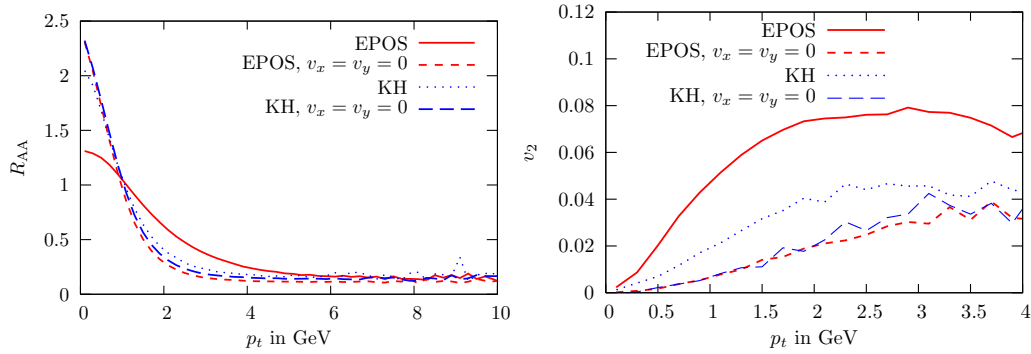 2.5
2
1.5
1
0.5
0
0 2 4 6 8 10
R_AA
p_t in GeV
EPOS
EPOS, v_x = v_y = 0
KH
KH, v_x = v_y = 0
0.12
0.1
0.08
0.06
0.04
0.02
0
0 0.5 1 1.5 2 2.5 3 3.5 4
v_2
p_t in GeV
EPOS
EPOS, v_x = v_y = 0
KH
KH, v_x = v_y = 0